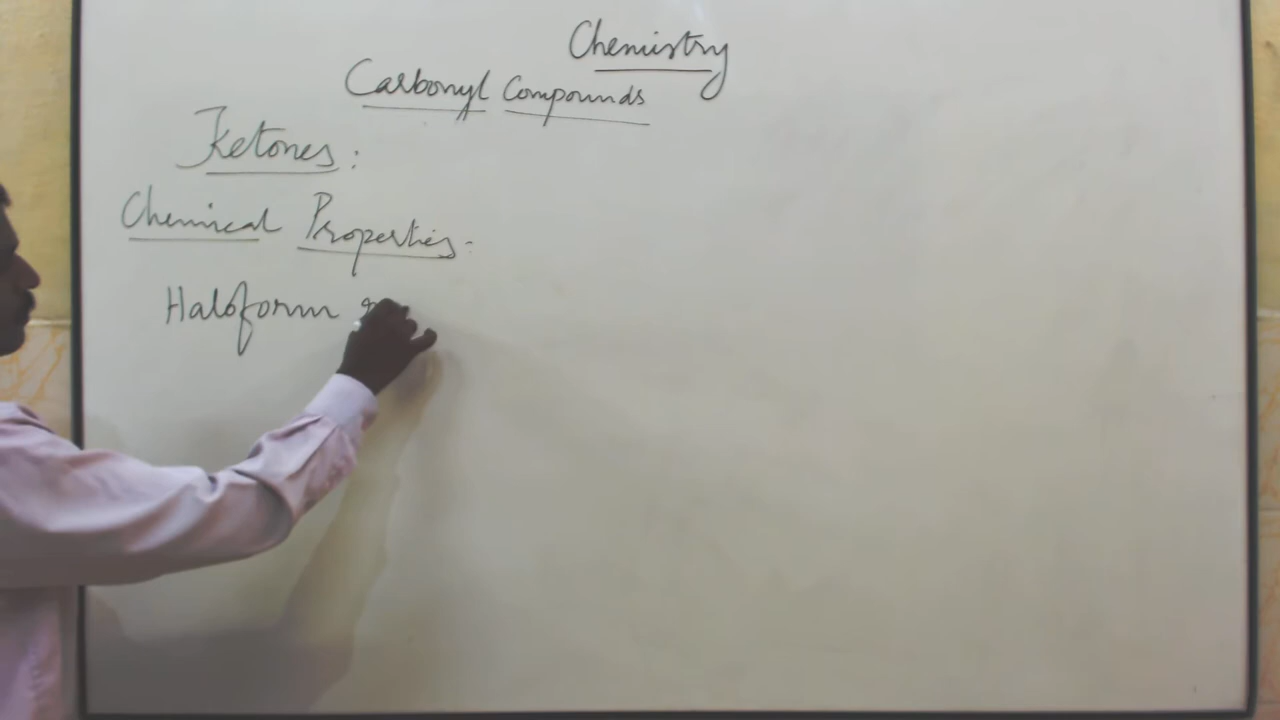 Chemistry
Carbonyl Compounds
Ketones:
Chemical Properties:
Haloform